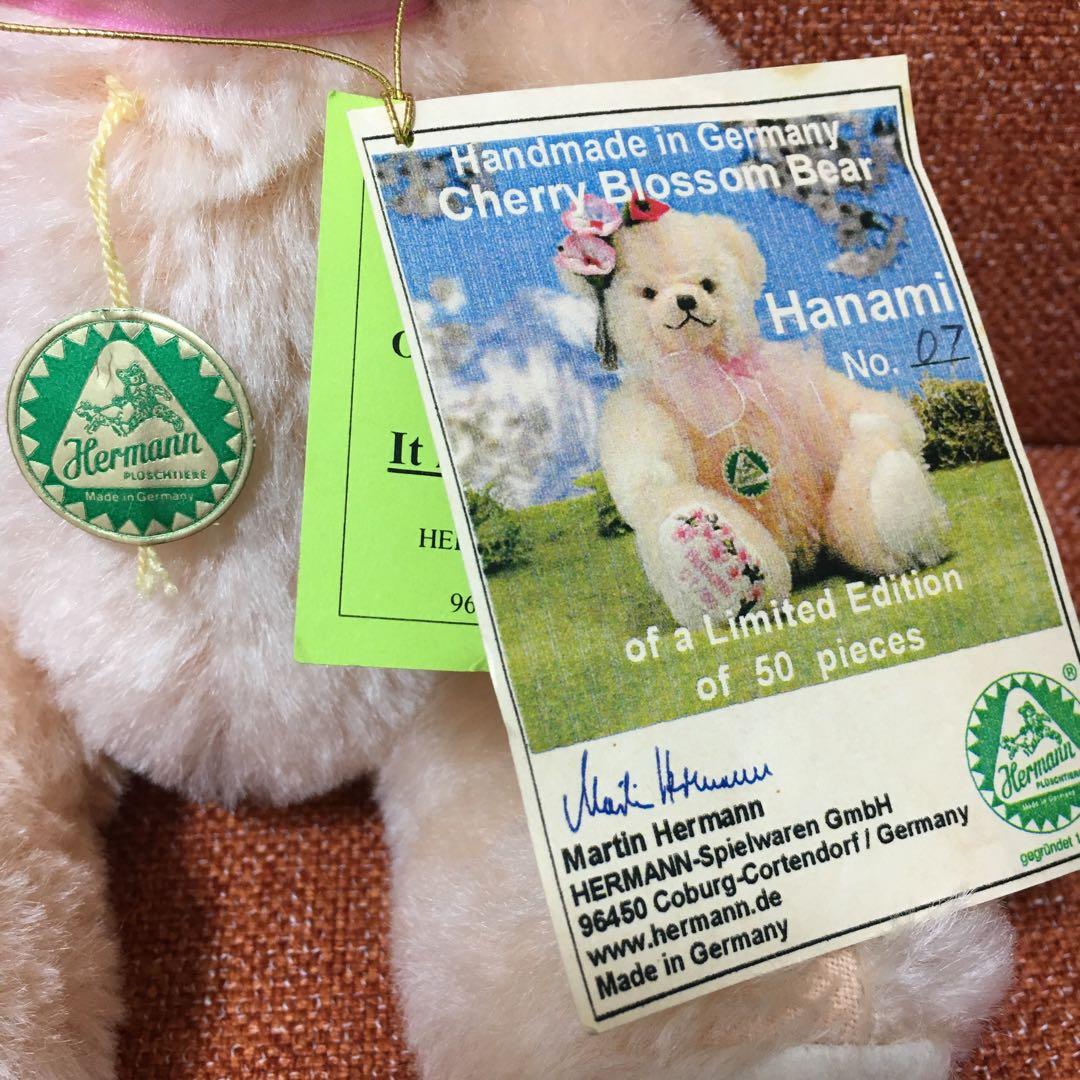 Hermann
PLÜSCHTIERE
Made in Germany
It
96
Handmade in Germany
Cherry Blossom Bear
Hanami
No. 07
of a Limited Edition
of 50 pieces
Martin Hermann
Martin Hermann
HERMANN-Spielwaren GmbH
96450 Coburg-Cortendorf / Germany
www.hermann.de
Made in Germany
®
Hermann
PLÜSCHTIERE
Made in Germany
gegründet 1